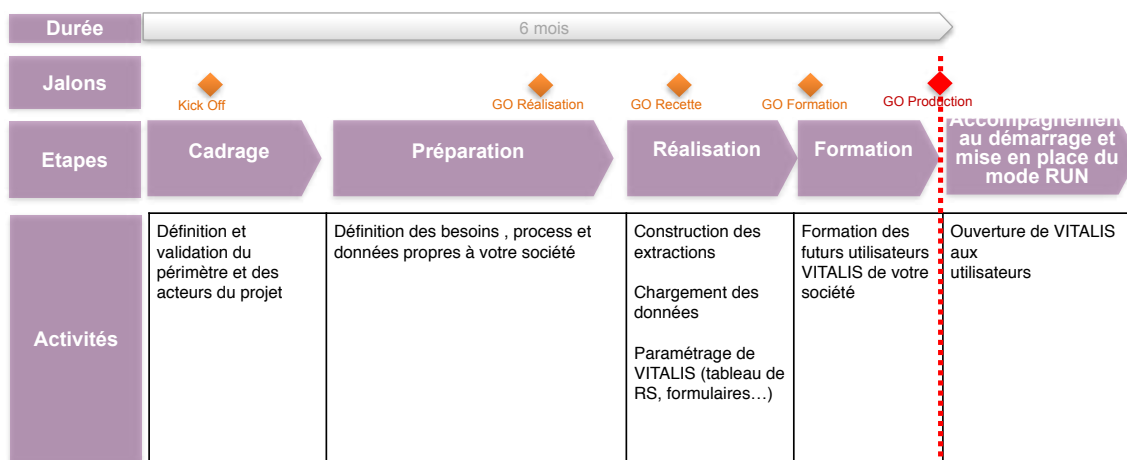 Durée
6 mois
Jalons
Kick Off
GO Réalisation
GO Recette
GO Formation
GO Production
Etapes
Cadrage
Préparation
Réalisation
Formation
Accompagnement
au démarrage et
mise en place du
mode RUN
Activités
Définition et
validation du
périmètre et des
acteurs du projet
Définition des besoins , process et
données propres à votre société
Construction des
extractions
Chargement des
données
Paramétrage de
VITALIS (tableau de
RS, formulaires…)
Formation des
futurs utilisateurs
VITALIS de votre
société
Ouverture de VITALIS
aux
utilisateurs